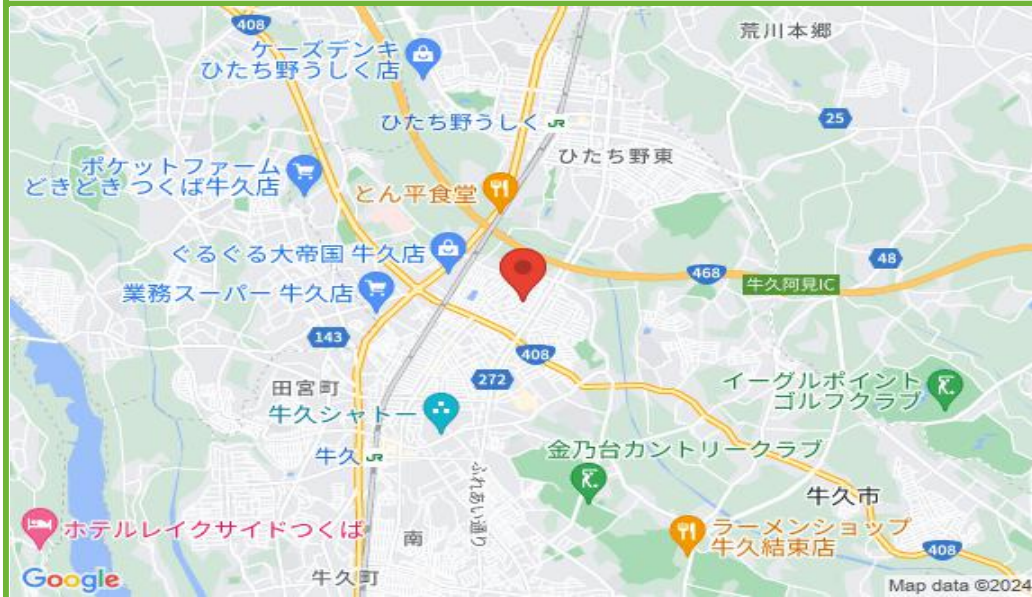 408
荒川本郷
ケーズデンキ
ひたち野うしく店
25
ひたち野うしく JR
ひたち野東
ポケットファーム
どきどき つくば牛久店
とん平食堂
ぐるぐる大帝国 牛久店
48
468
牛久阿見IC
業務スーパー 牛久店
143
408
272
田宮町
イーグルポイント
ゴルフクラブ
牛久シャトー
金乃台カントリークラブ
牛久 JR
ふれあい通り
牛久市
ホテルレイクサイドつくば
南
ラーメンショップ
牛久結束店
408
牛久町
Google
Map data ©2024